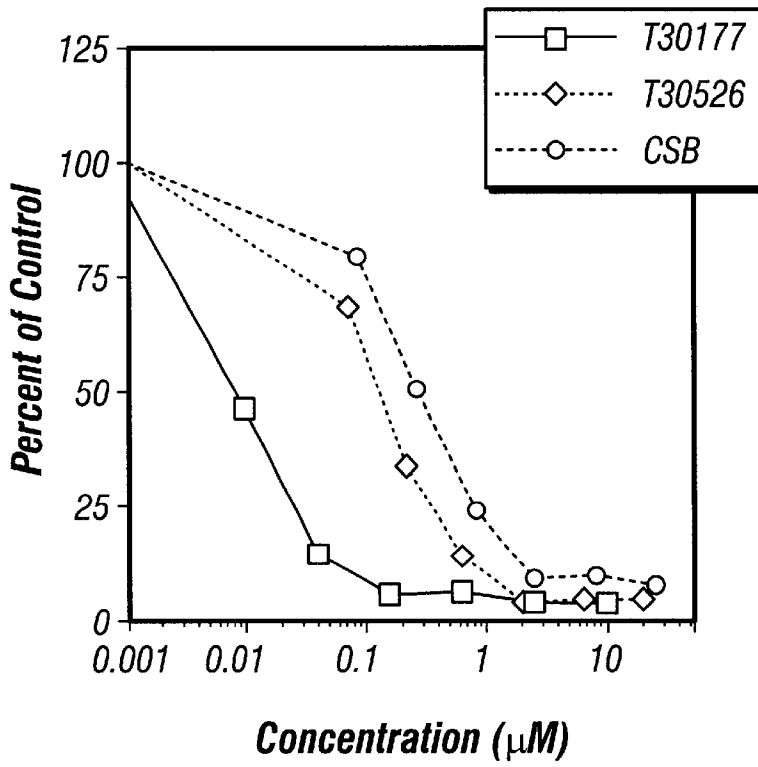 T30177
T30526
CSB
125
100
75
50
25
0
Percent of Control
0.001 0.01 0.1 1 10
Concentration (μM)